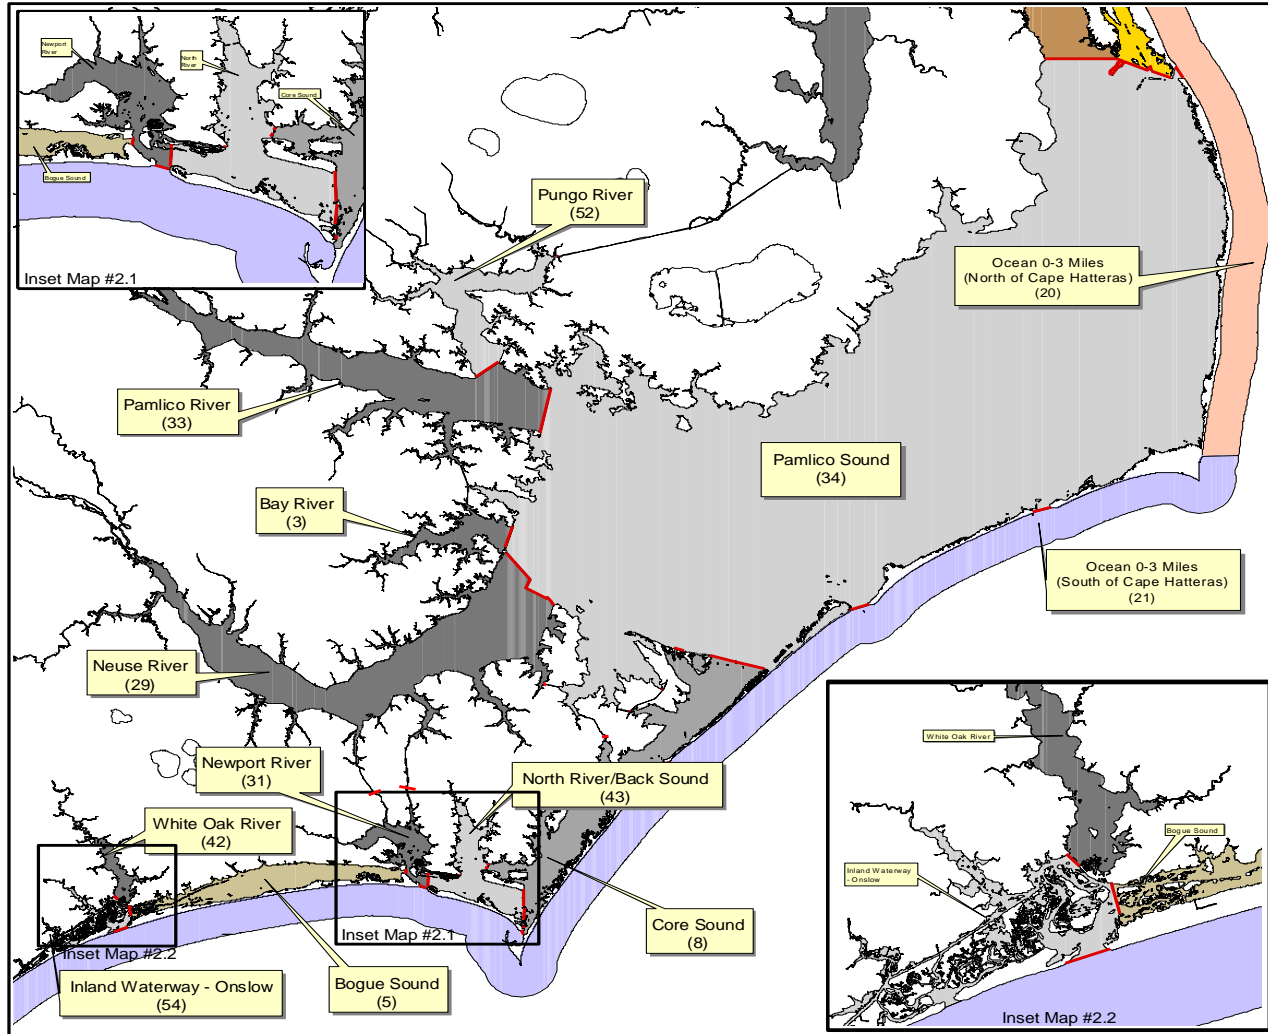 Newport
River
North
River
Core Sound
Bogue Sound
Inset Map #2.1
Pungo River
(52)
Ocean 0-3 Miles
(North of Cape Hatteras)
(20)
Pamlico River
(33)
Pamlico Sound
(34)
Bay River
(3)
Ocean 0-3 Miles
(South of Cape Hatteras)
(21)
Neuse River
(29)
Newport River
(31)
North River/Back Sound
(43)
White Oak River
(42)
Core Sound
(8)
Inset Map #2.1
Inset Map #2.2
Inland Waterway - Onslow
(54)
Bogue Sound
(5)
White Oak River
Bogue Sound
Inland Waterway
- Onslow
Inset Map #2.2